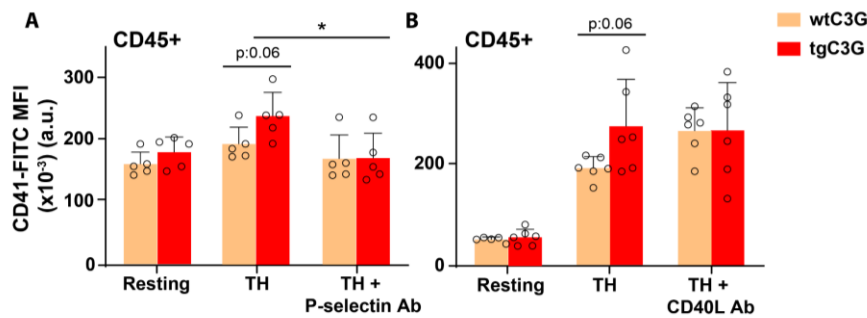 A
CD45+
*
p:0.06
CD41-FITC MFI
(x10⁻³) (a.u.)
300
200
100
0
Resting
TH
TH +
P-selectin Ab
B
CD45+
p:0.06
400
200
0
Resting
TH
TH +
CD40L Ab
wtC3G
tgC3G